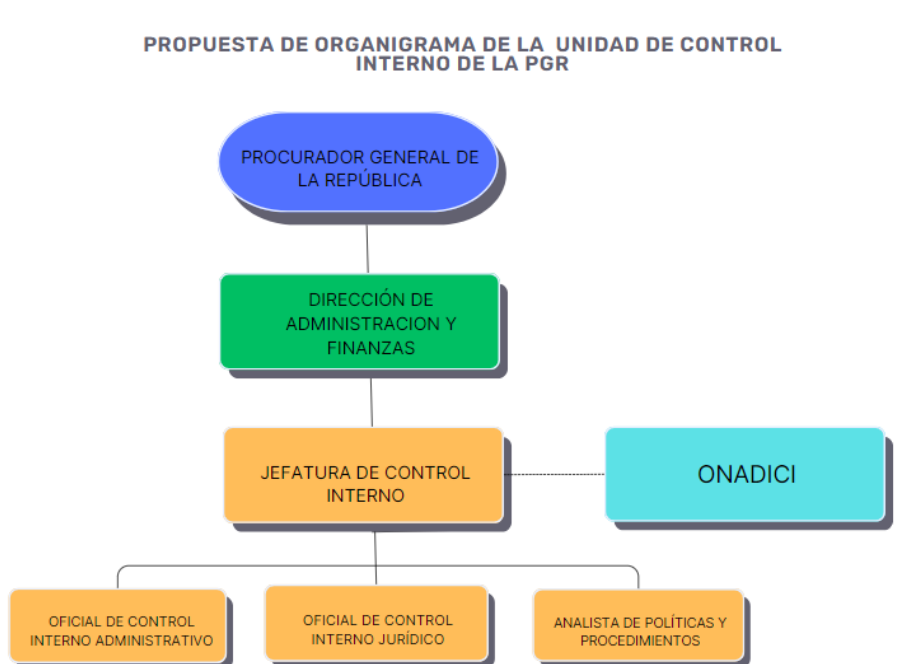 PROPUESTA DE ORGANIGRAMA DE LA UNIDAD DE CONTROL
INTERNO DE LA PGR
PROCURADOR GENERAL DE
LA REPÚBLICA
DIRECCIÓN DE
ADMINISTRACION Y
FINANZAS
JEFATURA DE CONTROL
INTERNO
ONADICI
OFICIAL DE CONTROL
INTERNO ADMINISTRATIVO
OFICIAL DE CONTROL
INTERNO JURÍDICO
ANALISTA DE POLÍTICAS Y
PROCEDIMIENTOS